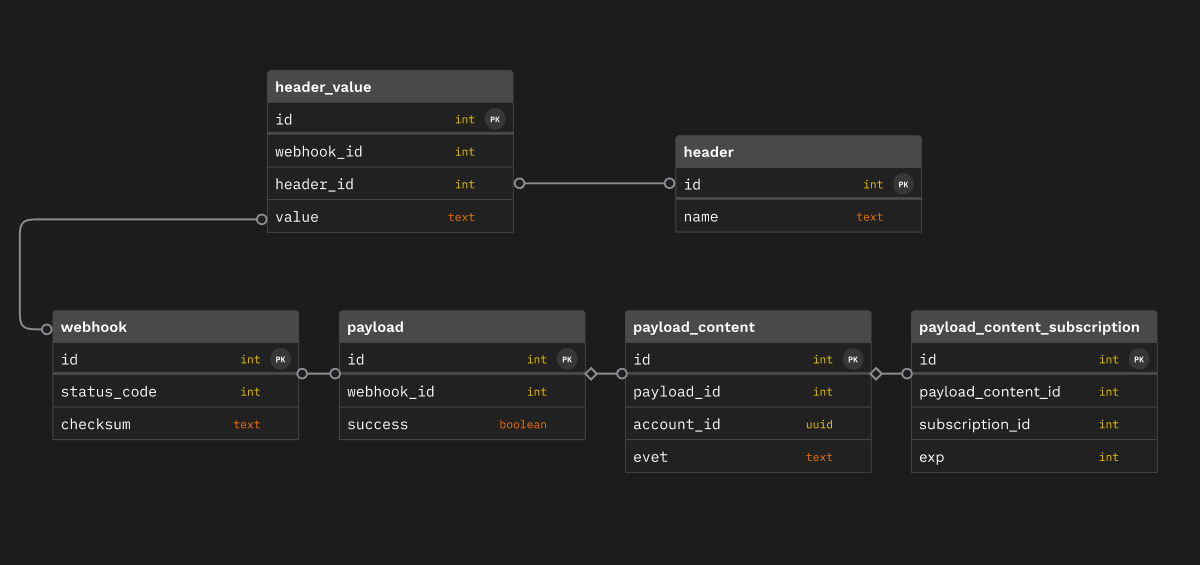 header_value
id int PK
webhook_id int
header_id int
value text
header
id int PK
name text
webhook
id int PK
status_code int
checksum text
payload
id int PK
webhook_id int
success boolean
payload_content
id int PK
payload_id int
account_id uuid
evet text
payload_content_subscription
id int PK
payload_content_id int
subscription_id int
exp int